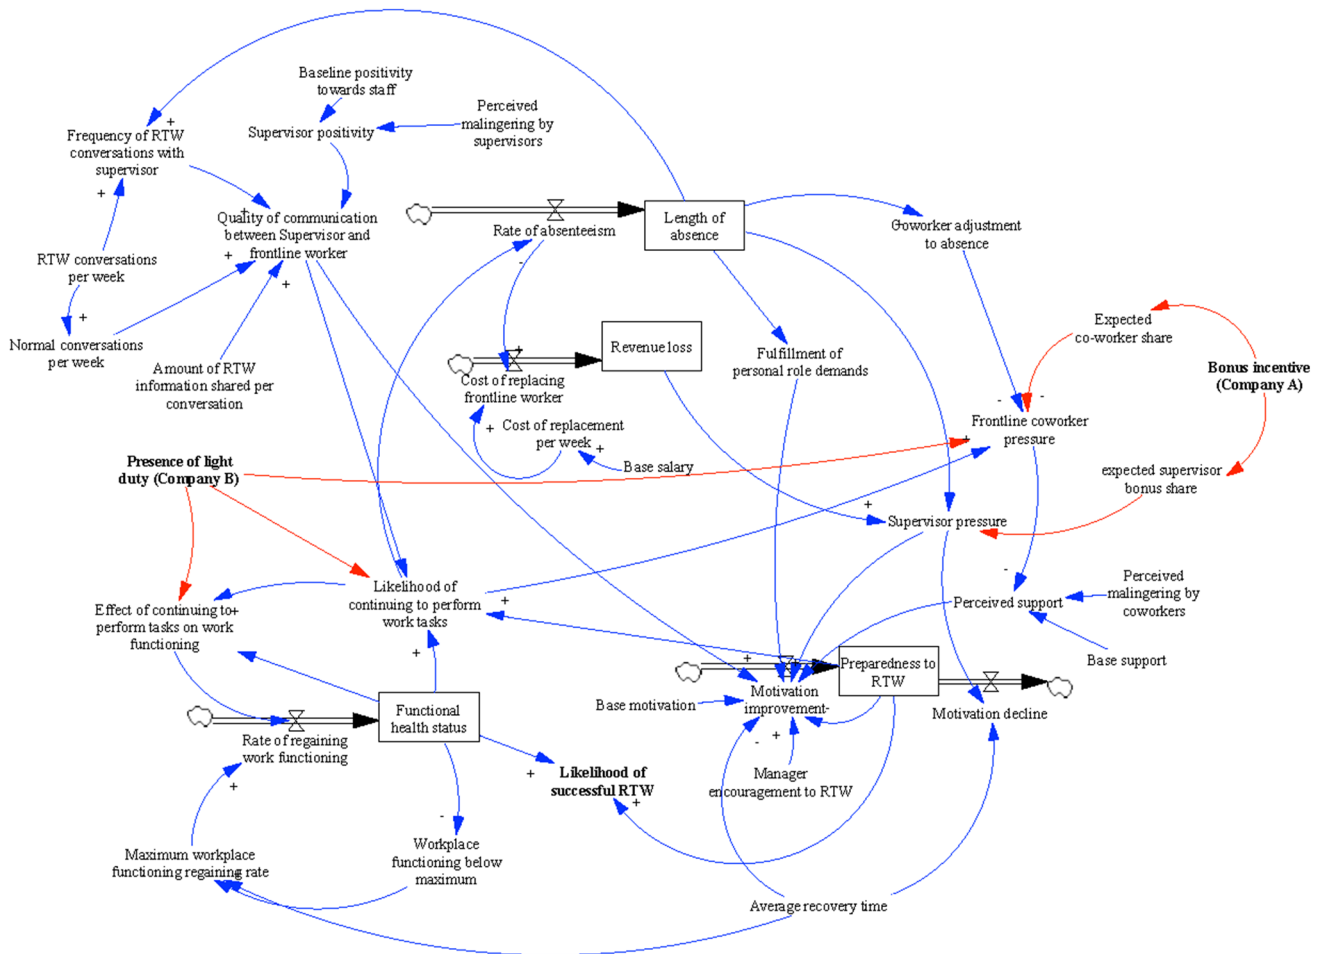 Baseline positivity
towards staff
Perceived
malingering by
supervisors
Supervisor positivity
+
Frequency of RTW
conversations with
supervisor
+
+
Quality of communication
between Supervisor and
frontline worker
+
+
RTW conversations
per week
+
Normal conversations
per week
Amount of RTW
information shared per
conversation
Rate of absenteeism
-
Length of
absence
Coworker adjustment
to absence
Revenue loss
+
Cost of replacing
frontline worker
+
Cost of replacement
per week
+
Base salary
Fulfillment of
personal role demands
Expected
co-worker share
Bonus incentive
(Company A)
-
-
Frontline coworker
pressure
+
Presence of light
duty (Company B)
expected supervisor
bonus share
+
Supervisor pressure
-
Perceived support
Perceived
malingering by
coworkers
Base support
Likelihood of
continuing to perform
work tasks
+
+
Effect of continuing to
perform tasks on work
functioning
+
Functional
health status
Rate of regaining
work functioning
+
Maximum workplace
functioning regaining rate
-
Workplace
functioning below
maximum
+
Likelihood of
successful RTW
+
Base motivation
+
+
Motivation
improvement
-
-
+
Manager
encouragement to RTW
Preparedness to
RTW
Motivation decline
Average recovery time